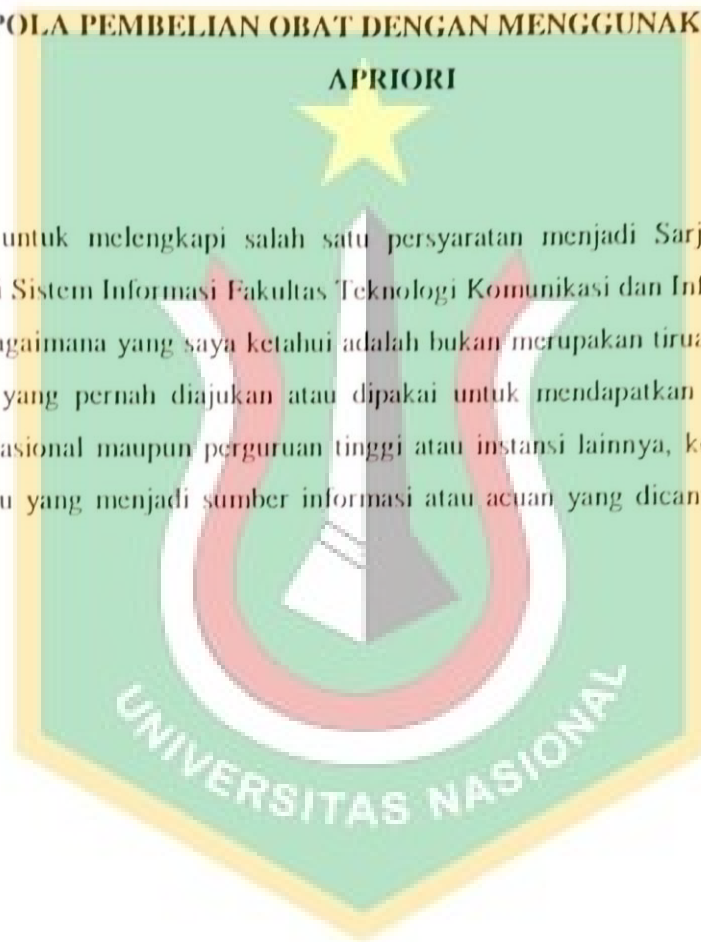 POLA PEMBELIAN OBAT DENGAN MENGGUNAK
APRIORI
untuk melengkapi salah satu persyaratan menjadi Sarj
Sistem Informasi Fakultas Teknologi Komunikasi dan Inf
agaimana yang saya ketahui adalah bukan merupakan tirua
yang pernah diajukan atau dipakai untuk mendapatkan
asional maupun perguruan tinggi atau instansi lainnya, k
u yang menjadi sumber informasi atau acuan yang dican
UNIVERSITAS NASIONAL